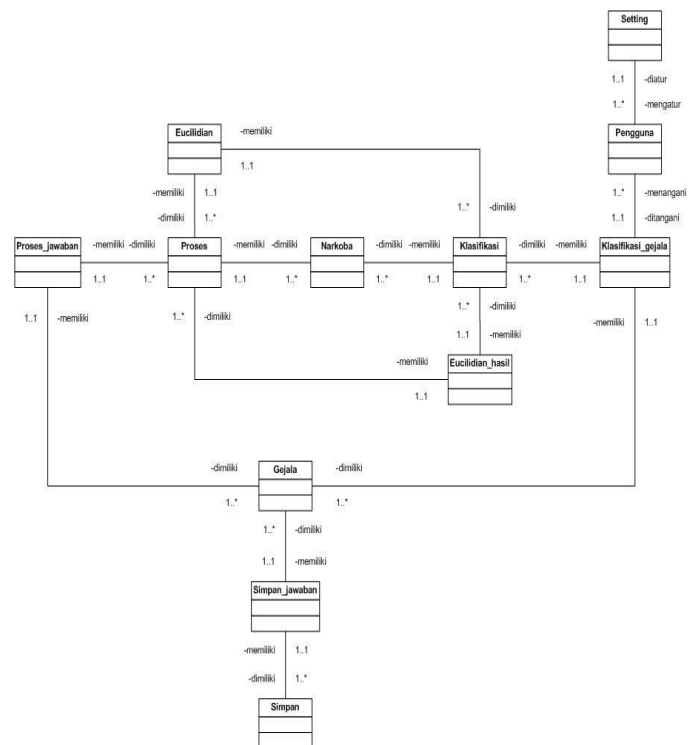 Setting
1..1 -diatur
1..* -mengatur
Eucilidian -memiliki Pengguna
1..1
-memiliki 1..1 1..* -menangani
-dimiliki 1..* 1..* -dimiliki 1..1 -ditangani
Proses_jawaban -memiliki -dimiliki Proses -memiliki -dimiliki Narkoba -dimiliki -memiliki Klasifikasi -dimiliki -memiliki Klasifikasi_gejala
1..1 1..* 1..1 1..* 1..* 1..1 1..* 1..1
1..1 -memiliki 1..* -dimiliki 1..* -dimiliki -memiliki 1..1
1..1 -memiliki
-memiliki Eucilidian_hasil
1..1
-dimiliki Gejala -dimiliki
1..* 1..*
1..* -dimiliki
1..1 -memiliki
Simpan_jawaban
-memiliki 1..1
-dimiliki 1..*
Simpan